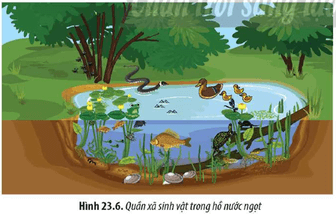 Hình 23.6. Quần xã sinh vật trong hồ nước ngọt